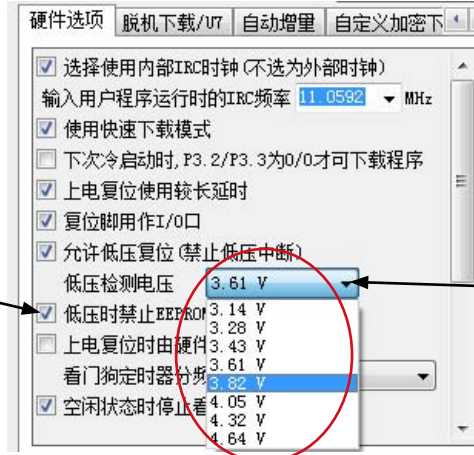 硬件选项 脱机下载/U7 自动增量 自定义加密下
选择使用内部IRC时钟(不选为外部时钟)
输入用户程序运行时的IRC频率 11.0592 MHz
使用快速下载模式
下次冷启动时,P3.2/P3.3为0/0才可下载程序
上电复位使用较长延时
复位脚用作I/O口
允许低压复位(禁止低压中断)
低压检测电压 3.61 V
低压时禁止EEPRO
3.14 V
3.28 V
上电复位时由硬件
3.43 V
3.61 V
看门狗定时器分频
3.82 V
空闲状态时停止看
4.05 V
4.32 V
4.64 V